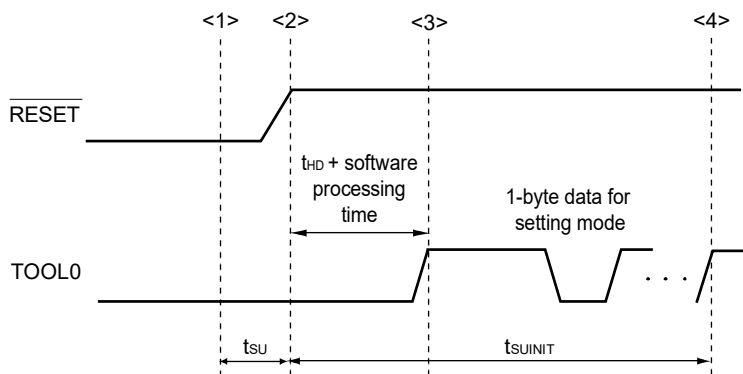 <1> <2> <3> <4>
RESET
tHD + software
processing
time
1-byte data for
setting mode
TOOL0
. . .
tSU tSUINIT